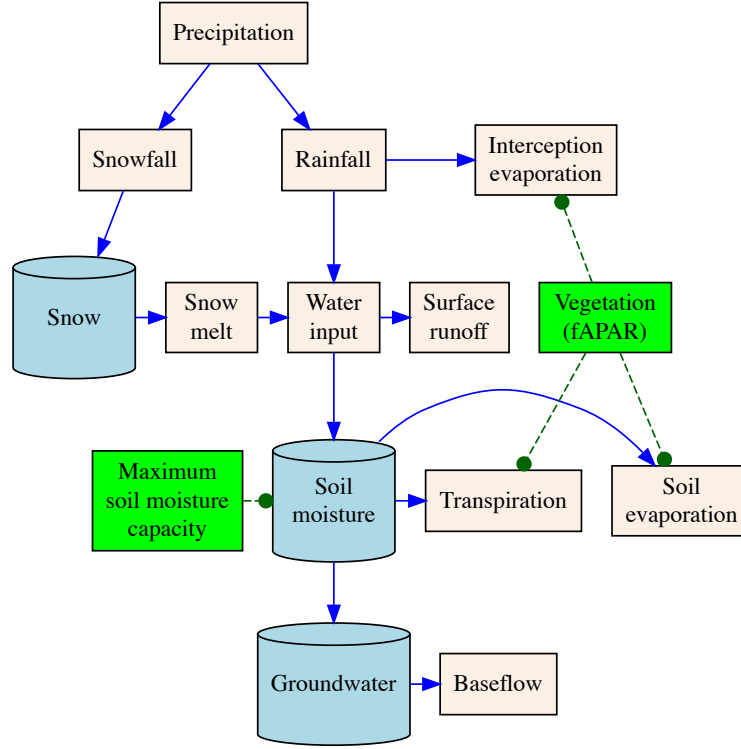 Precipitation
Snowfall
Rainfall
Interception
evaporation
Snow
Snow
melt
Water
input
Surface
runoff
Vegetation
(fAPAR)
Maximum
soil moisture
capacity
Soil
moisture
Transpiration
Soil
evaporation
Groundwater
Baseflow